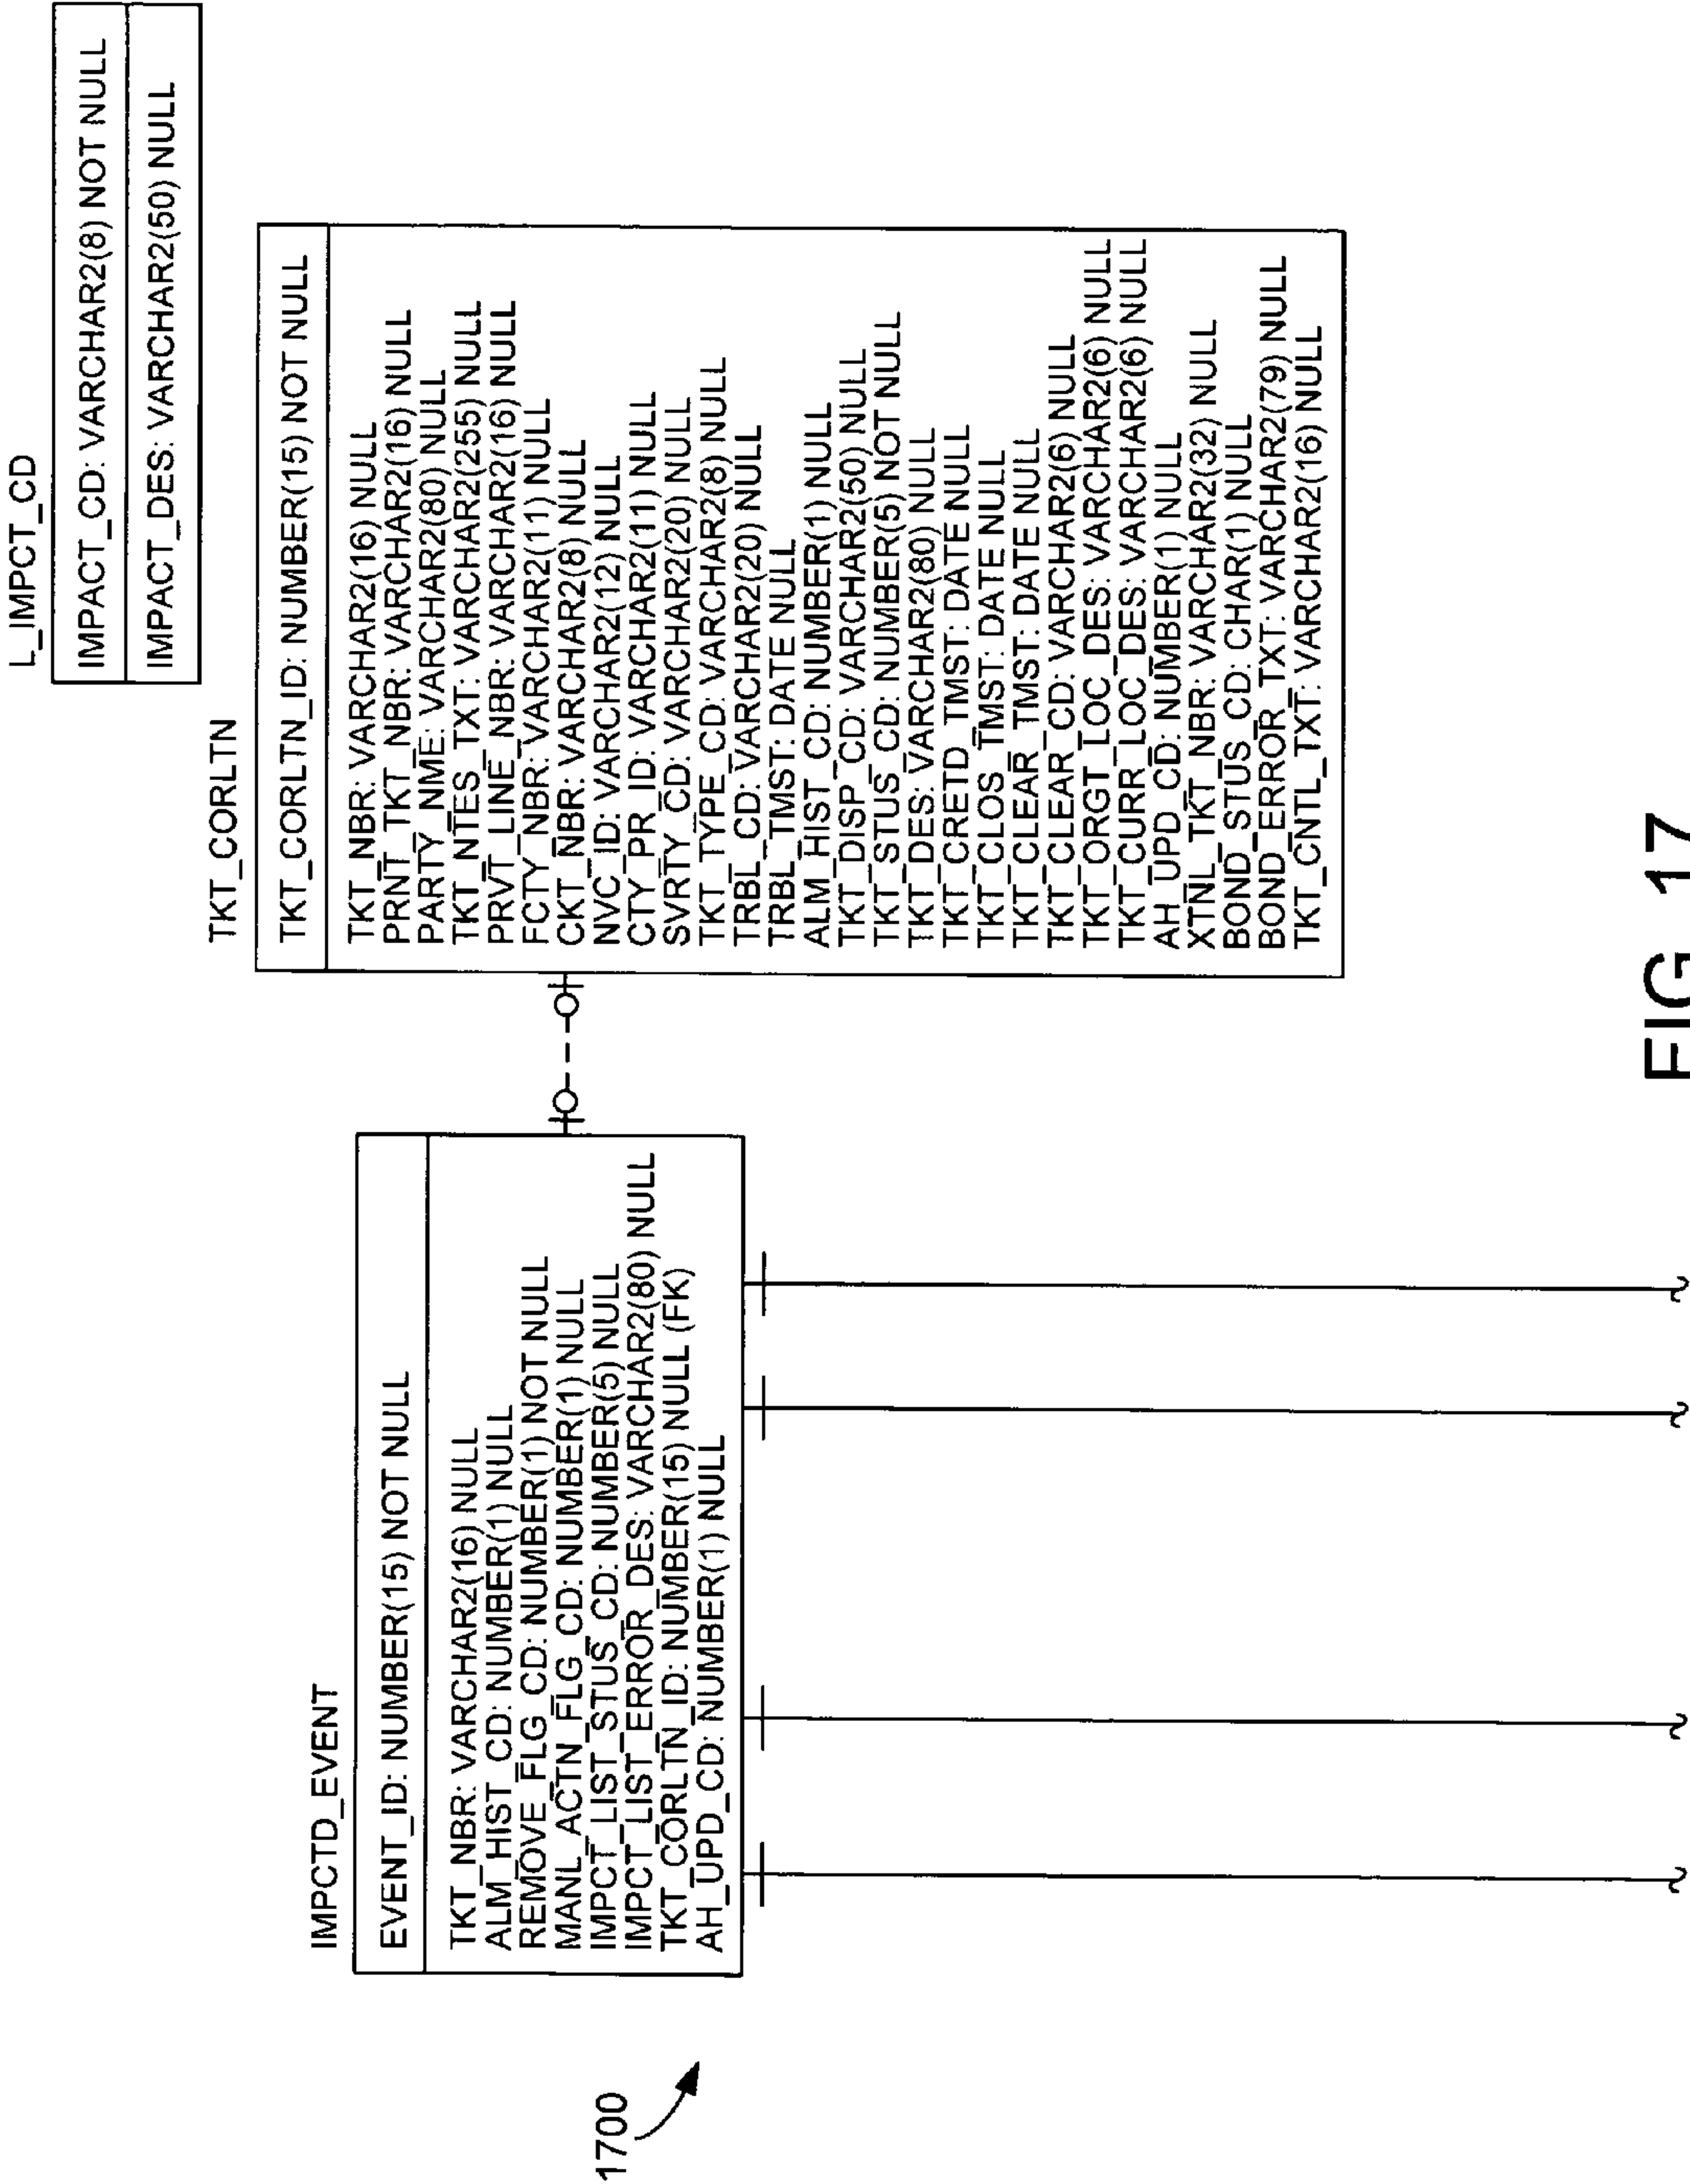 L_IMPCT_CD
IMPACT_CD: VARCHAR2(8) NOT NULL
IMPACT_DES: VARCHAR2(50) NULL
TKT_CORLTN
TKT_CORLTN_ID: NUMBER(15) NOT NULL
TKT_NBR: VARCHAR2(16) NULL
PRNT_TKT_NBR: VARCHAR2(16) NULL
PARTY_NME: VARCHAR2(80) NULL
TKT_NTES_TXT: VARCHAR2(255) NULL
PRVT_LINE_NBR: VARCHAR2(16) NULL
FCTY_NBR: VARCHAR2(11) NULL
CKT_NBR: VARCHAR2(8) NULL
NVC_ID: VARCHAR2(12) NULL
CTY_PR_ID: VARCHAR2(11) NULL
SVRTY_CD: VARCHAR2(20) NULL
TKT_TYPE_CD: VARCHAR2(8) NULL
TRBL_CD: VARCHAR2(20) NULL
TRBL_TMST: DATE NULL
ALM_HIST_CD: NUMBER(1) NULL
TKT_DISP_CD: VARCHAR2(50) NULL
TKT_STUS_CD: NUMBER(5) NOT NULL
TKT_DES: VARCHAR2(80) NULL
TKT_CRETD_TMST: DATE NULL
TKT_CLOS_TMST: DATE NULL
TKT_CLEAR_TMST: DATE NULL
TKT_CLEAR_CD: VARCHAR2(6) NULL
TKT_ORGT_LOC_DES: VARCHAR2(6) NULL
TKT_CURR_LOC_DES: VARCHAR2(6) NULL
AH_UPD_CD: NUMBER(1) NULL
XTNL_TKT_NBR: VARCHAR2(32) NULL
BOND_STUS_CD: CHAR(1) NULL
BOND_ERROR_TXT: VARCHAR2(79) NULL
TKT_CNTL_TXT: VARCHAR2(16) NULL
IMPCTD_EVENT
EVENT_ID: NUMBER(15) NOT NULL
TKT_NBR: VARCHAR2(16) NULL
ALM_HIST_CD: NUMBER(1) NULL
REMOVE_FLG_CD: NUMBER(1) NOT NULL
MANL_ACTN_FLG_CD: NUMBER(1) NULL
IMPCT_LIST_STUS_CD: NUMBER(5) NULL
IMPCT_LIST_ERROR_DES: VARCHAR2(80) NULL
TKT_CORLTN_ID: NUMBER(15) NULL (FK)
AH_UPD_CD: NUMBER(1) NULL
1700
FIG 17